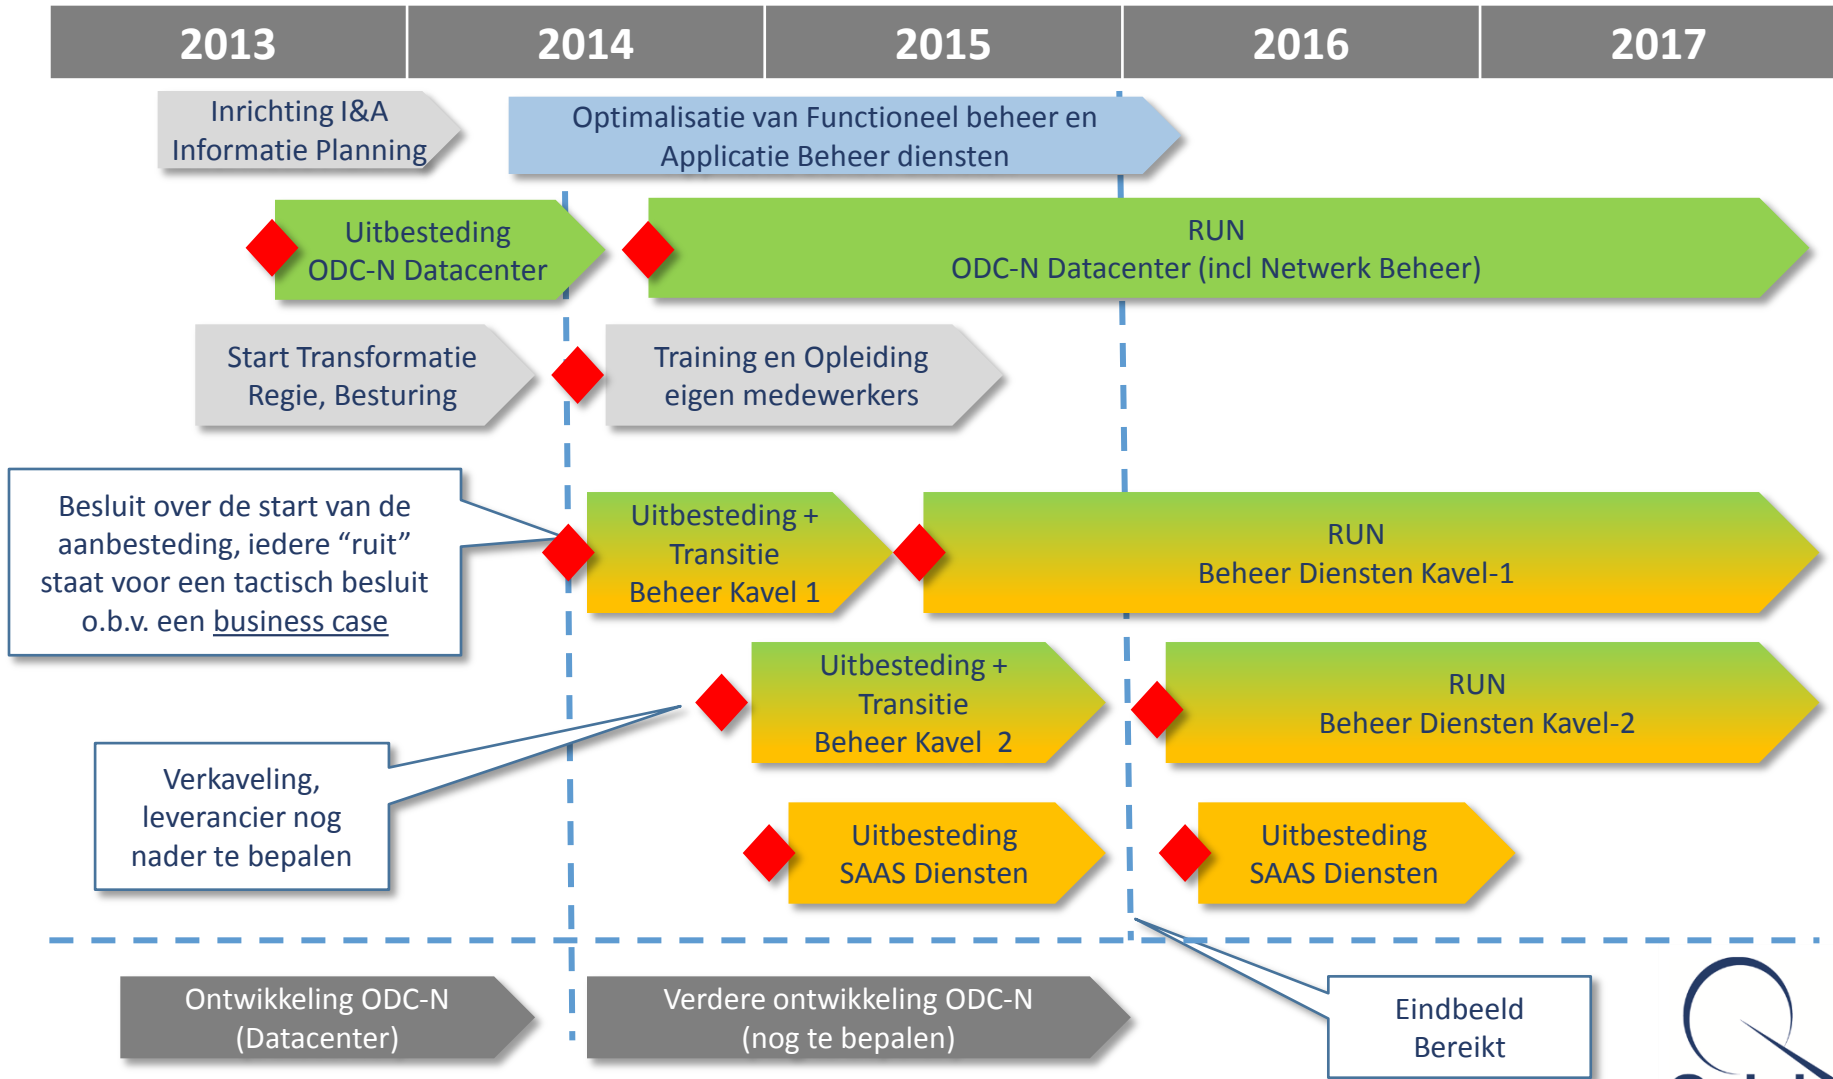 2013
2014
2015
2016
2017
Inrichting I&A
Informatie Planning
Optimalisatie van Functioneel beheer en
Applicatie Beheer diensten
Uitbesteding
ODC-N Datacenter
RUN
ODC-N Datacenter (incl Netwerk Beheer)
Start Transformatie
Regie, Besturing
Training en Opleiding
eigen medewerkers
Besluit over de start van de
aanbesteding, iedere “ruit”
staat voor een tactisch besluit
o.b.v. een business case
Uitbesteding +
Transitie
Beheer Kavel 1
RUN
Beheer Diensten Kavel-1
Uitbesteding +
Transitie
Beheer Kavel 2
RUN
Beheer Diensten Kavel-2
Verkaveling,
leverancier nog
nader te bepalen
Uitbesteding
SAAS Diensten
Uitbesteding
SAAS Diensten
Ontwikkeling ODC-N
(Datacenter)
Verdere ontwikkeling ODC-N
(nog te bepalen)
Eindbeeld
Bereikt